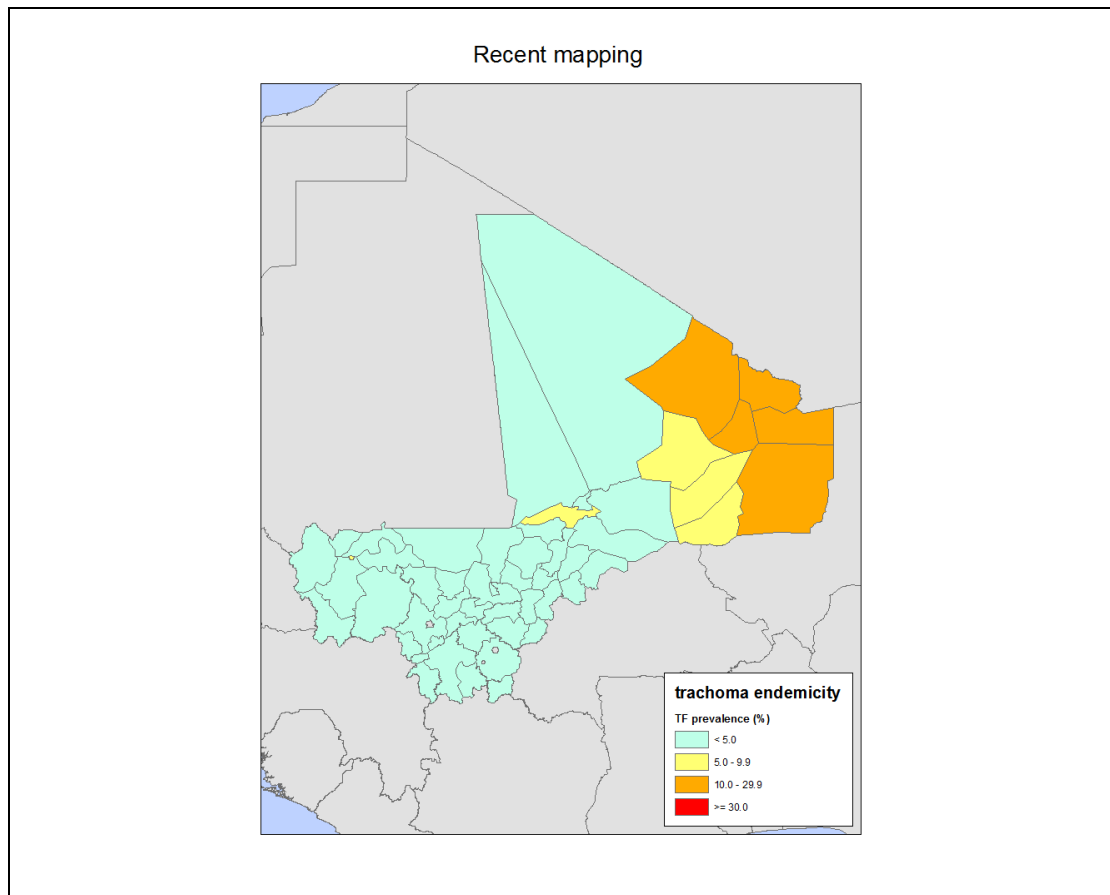 Recent mapping
trachoma endemicity
TF prevalence (%)
< 5.0
5.0 - 9.9
10.0 - 29.9
>= 30.0